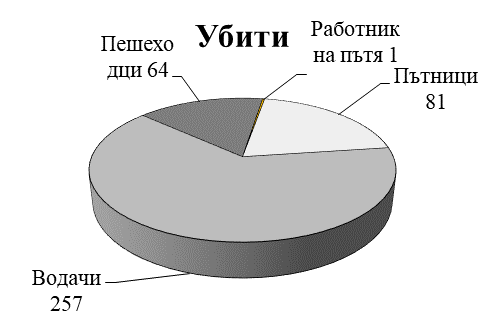 Убити
Пешехо
дци 64
Работник
на пътя 1
Пътници
81
Водачи
257